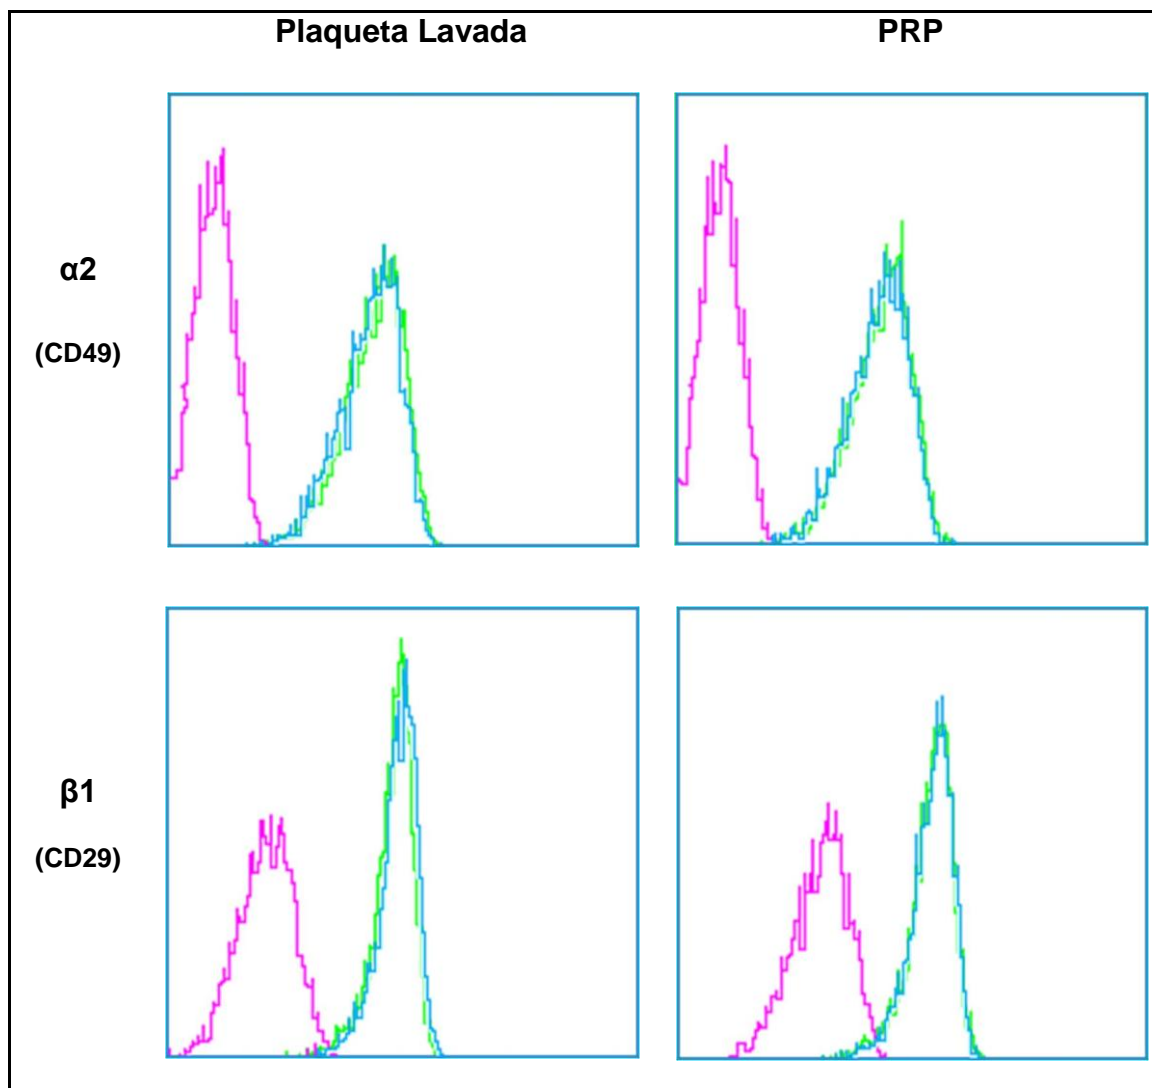 Plaqueta Lavada
PRP
α2
(CD49)
β1
(CD29)